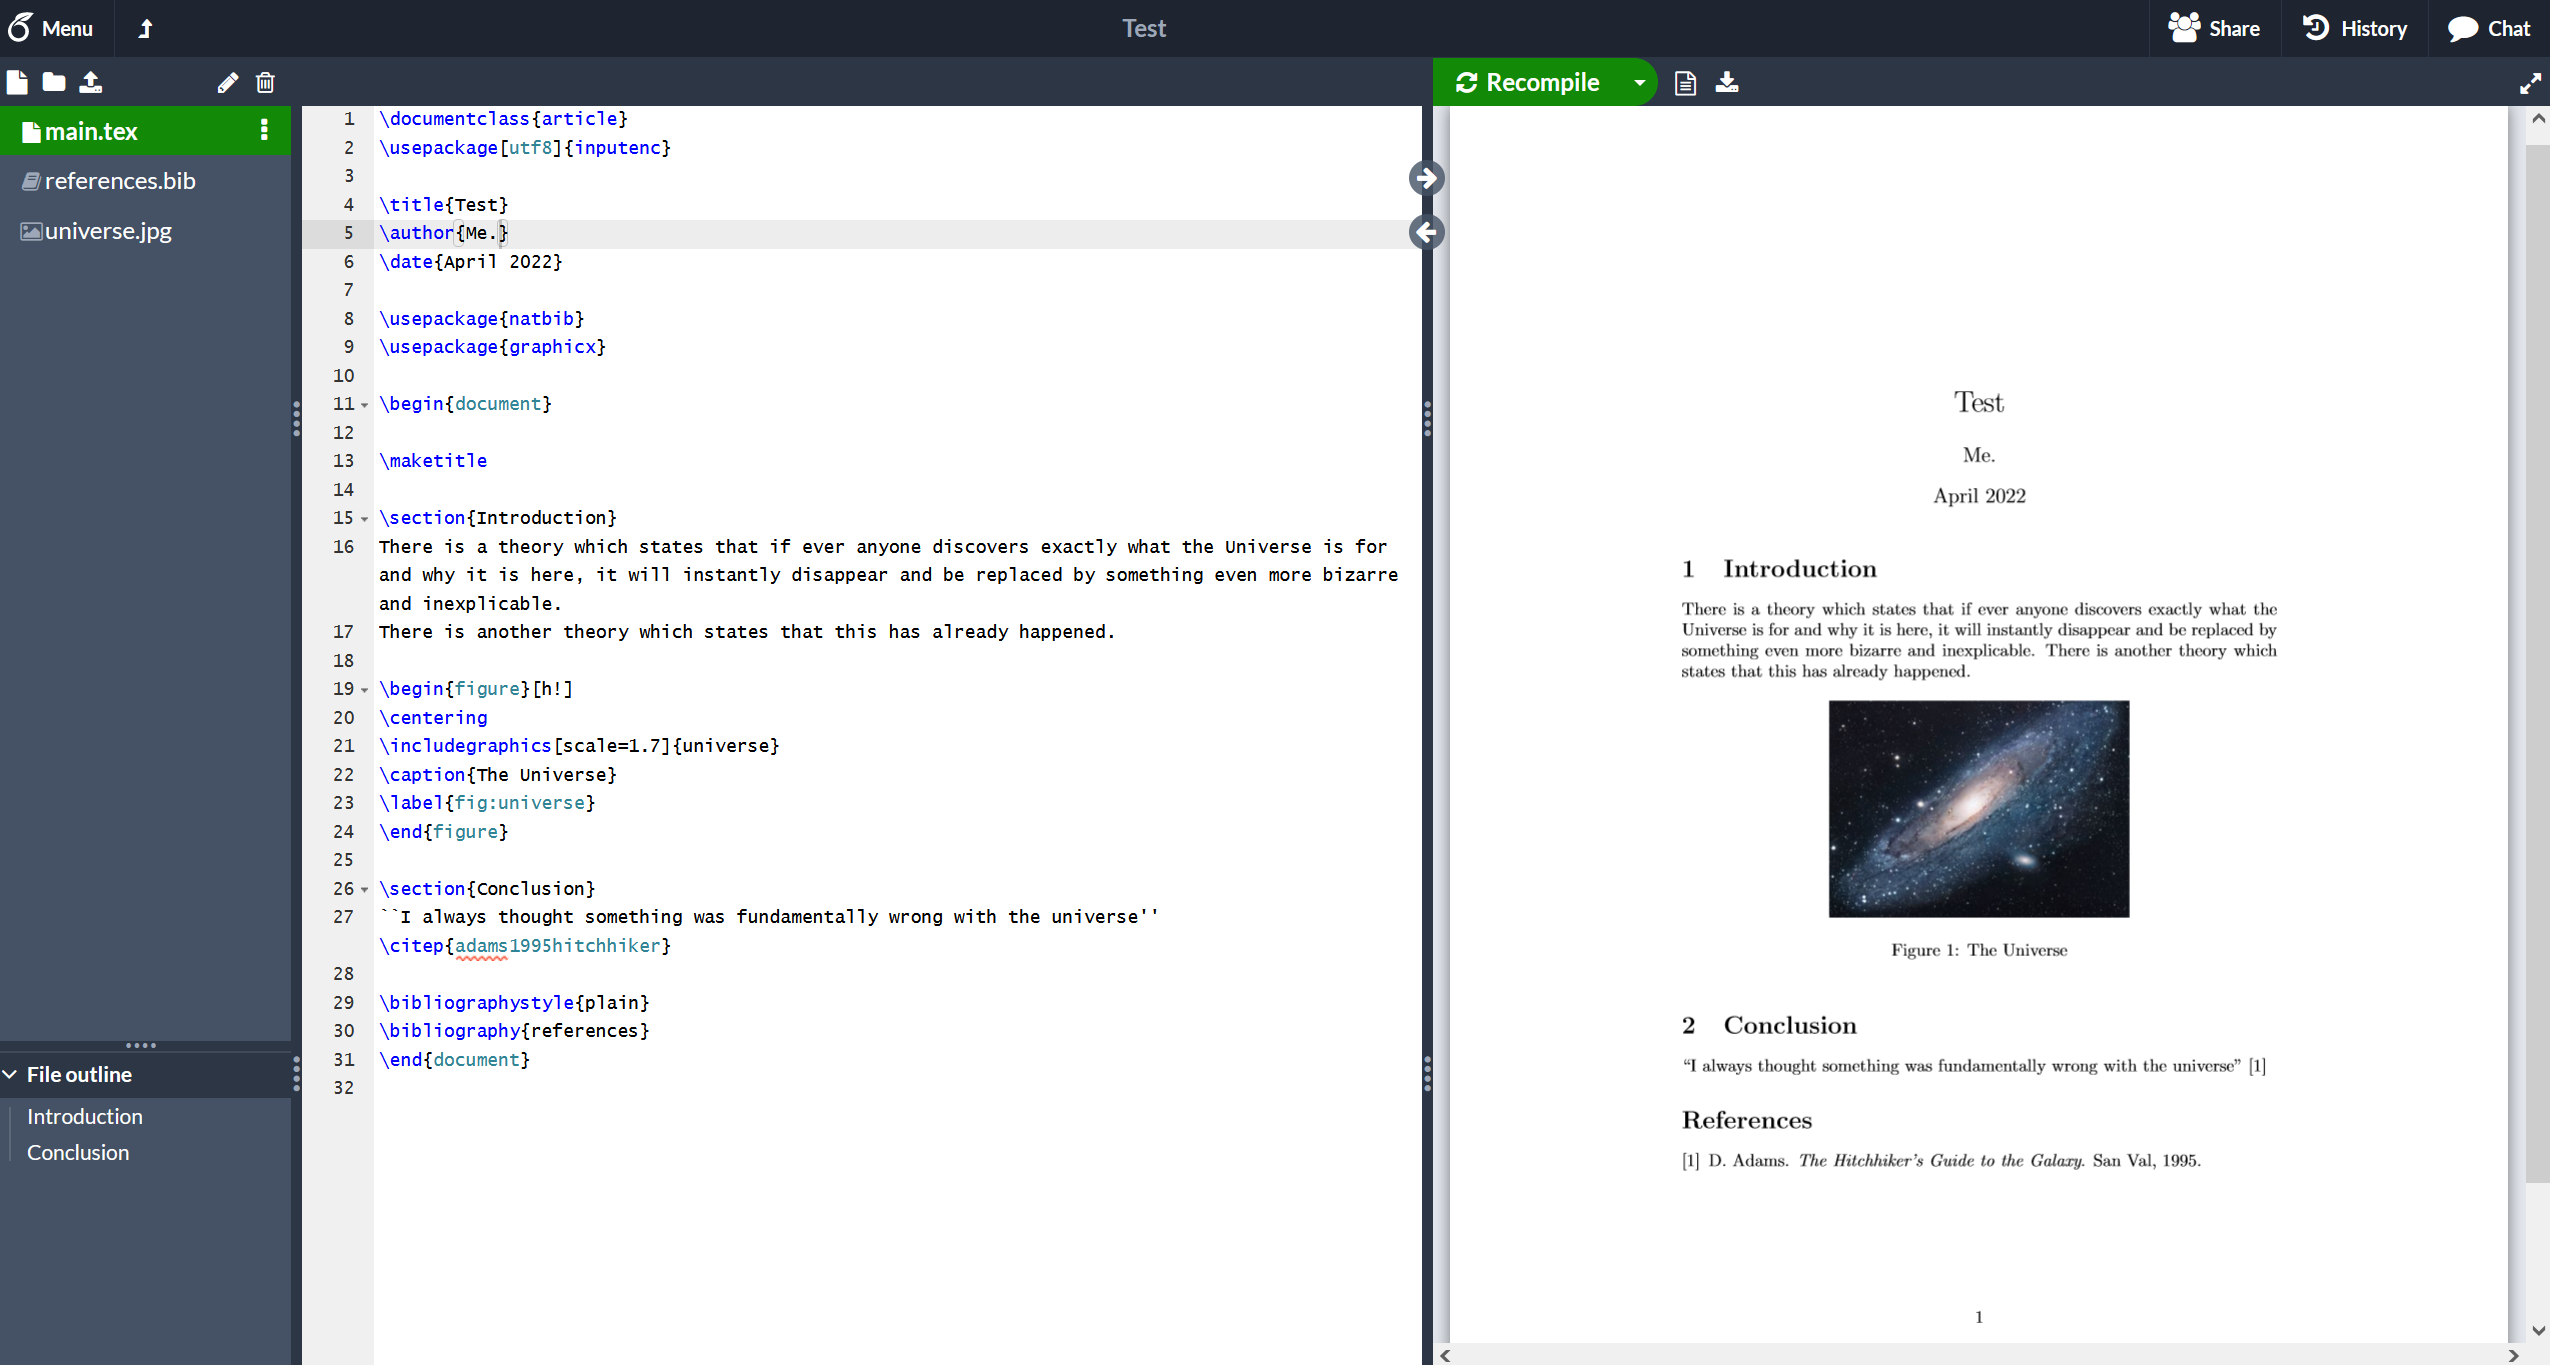 Menu
Test
Share
History
Chat
Recompile
main.tex
references.bib
universe.jpg
File outline
Introduction
Conclusion
1 \documentclass{article}
2 \usepackage[utf8]{inputenc}
3
4 \title{Test}
5 \author{Me.}
6 \date{April 2022}
7
8 \usepackage{natbib}
9 \usepackage{graphicx}
10
11 \begin{document}
12
13 \maketitle
14
15 \section{Introduction}
16 There is a theory which states that if ever anyone discovers exactly what the Universe is for
and why it is here, it will instantly disappear and be replaced by something even more bizarre
and inexplicable.
17 There is another theory which states that this has already happened.
18
19 \begin{figure}[h!]
20 \centering
21 \includegraphics[scale=1.7]{universe}
22 \caption{The Universe}
23 \label{fig:universe}
24 \end{figure}
25
26 \section{Conclusion}
27 ``I always thought something was fundamentally wrong with the universe''
\citep{adams1995hitchhiker}
28
29 \bibliographystyle{plain}
30 \bibliography{references}
31 \end{document}
32
Test
Me.
April 2022
1 Introduction
There is a theory which states that if ever anyone discovers exactly what the
Universe is for and why it is here, it will instantly disappear and be replaced by
something even more bizarre and inexplicable. There is another theory which
states that this has already happened.
Figure 1: The Universe
2 Conclusion
“I always thought something was fundamentally wrong with the universe” [1]
References
[1] D. Adams. The Hitchhiker’s Guide to the Galaxy. San Val, 1995.
1